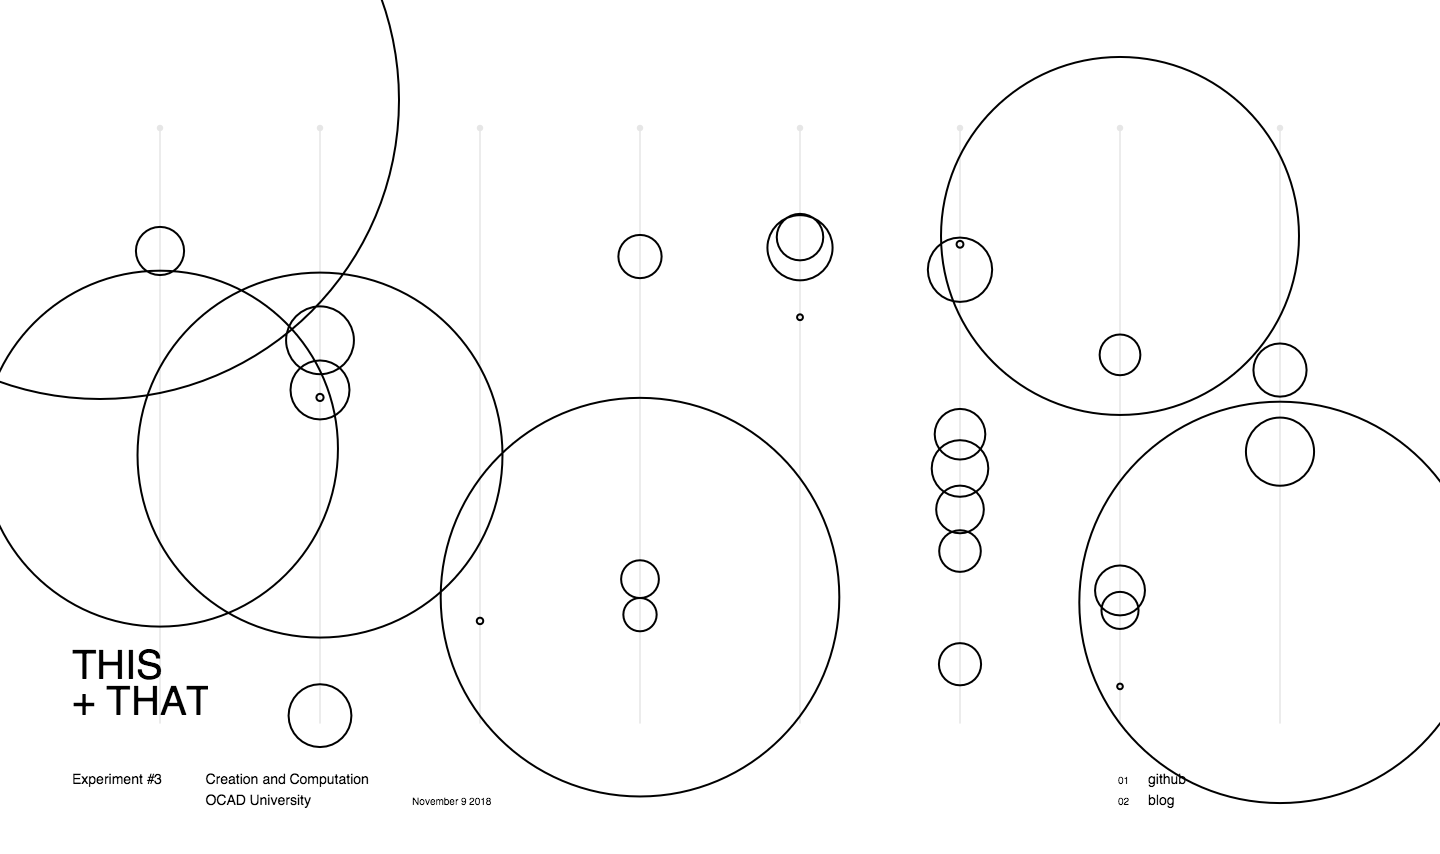 THIS
+ THAT
Experiment #3
Creation and Computation
OCAD University
November 9 2018
01 github
02 blog